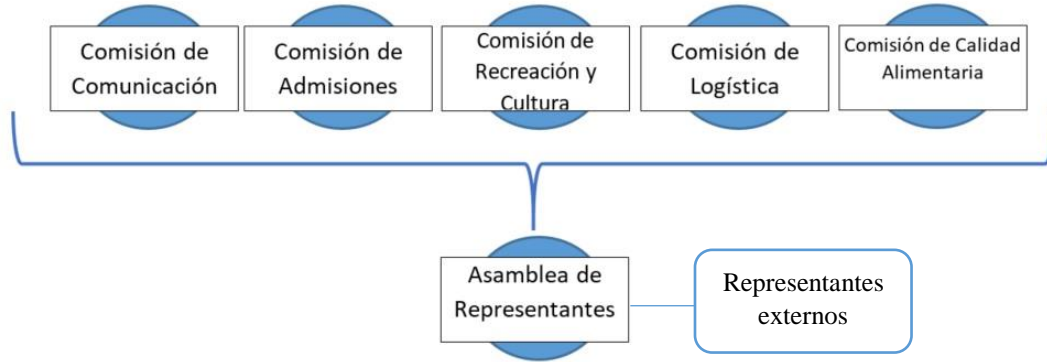 Comisión de
Comunicación
Comisión de
Admisiones
Comisión de
Recreación y
Cultura
Comisión de
Logística
Comisión de Calidad
Alimentaria
Asamblea de
Representantes
Representantes
externos